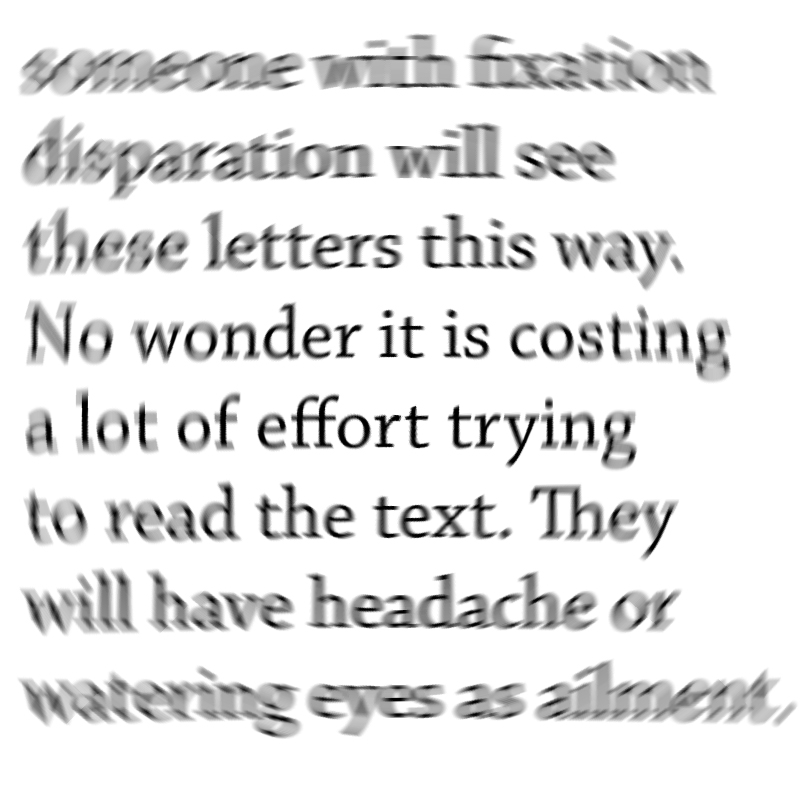 someone with fixation
disparation will see
these letters this way.
No wonder it is costing
a lot of effort trying
to read the text. They
will have headache or
watering eyes as ailment,